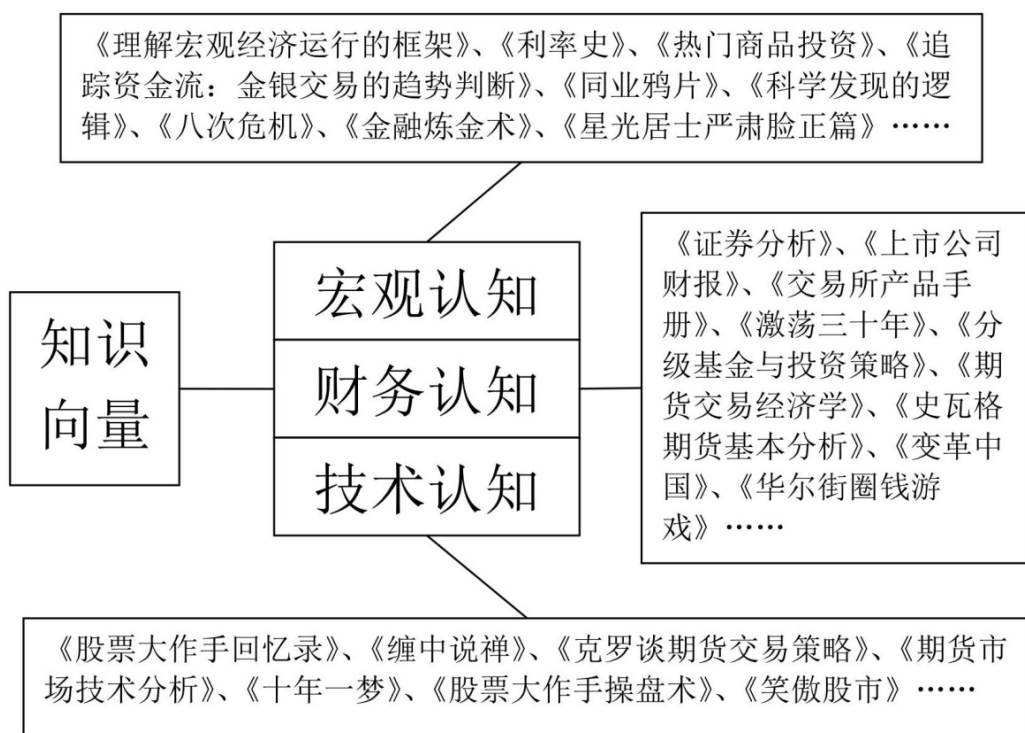 《理解宏观经济运行的框架》、《利率史》、《热门商品投资》、《追
踪资金流：金银交易的趋势判断》、《同业鸦片》、《科学发现的逻
辑》、《八次危机》、《金融炼金术》、《星光居士严肃脸正篇》……
知识
向量
宏观认知
财务认知
技术认知
《证券分析》、《上市公司
财报》、《交易所产品手
册》、《激荡三十年》、《分
级基金与投资策略》、《期
货交易经济学》、《史瓦格
期货基本分析》、《变革中
国》、《华尔街圈钱游
戏》……
《股票大作手回忆录》、《缠中说禅》、《克罗谈期货交易策略》、《期货市
场技术分析》、《十年一梦》、《股票大作手操盘术》、《笑傲股市》……